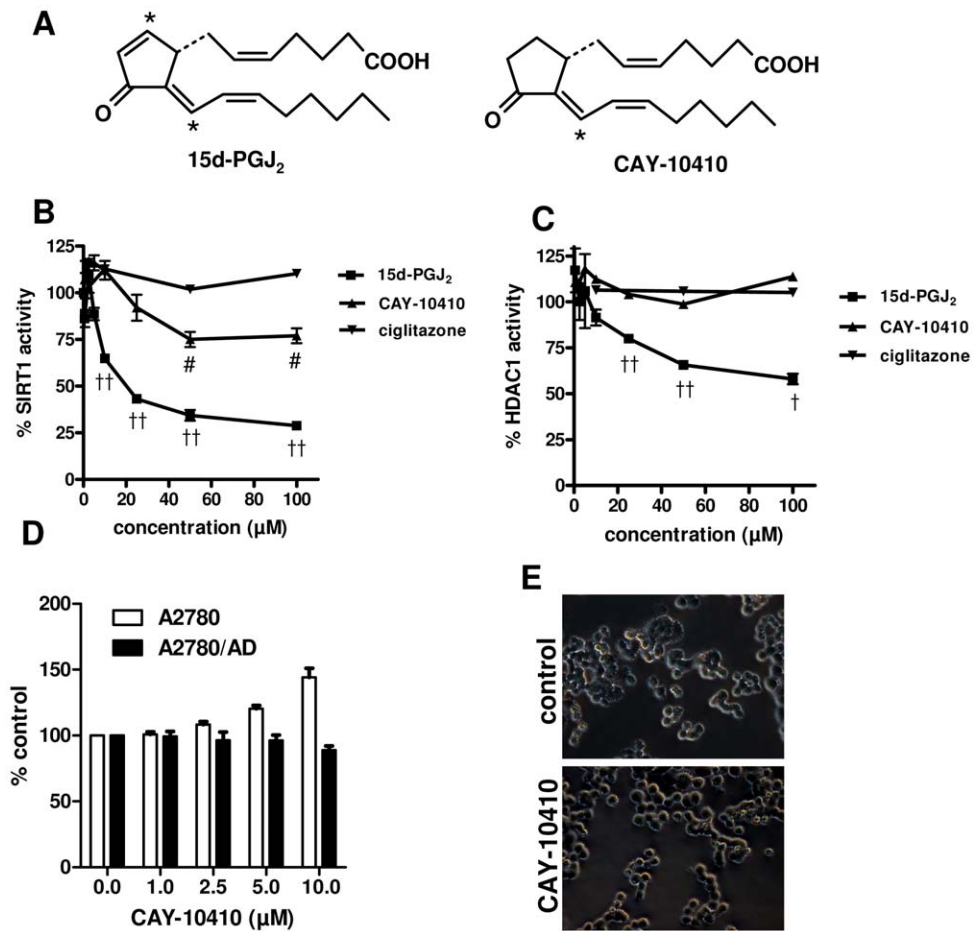 A
*
COOH
O
*
15d-PGJ₂
COOH
O
*
CAY-10410
B
% SIRT1 activity
125
100
75
50
25
0
0 20 40 60 80 100
concentration (µM)
††
††
††
††
#
#
15d-PGJ₂
CAY-10410
ciglitazone
C
% HDAC1 activity
125
100
75
50
25
0
0 20 40 60 80 100
concentration (µM)
††
††
†
15d-PGJ₂
CAY-10410
ciglitazone
D
% control
200
150
100
50
0
A2780
A2780/AD
0.0 1.0 2.5 5.0 10.0
CAY-10410 (µM)
E
control
CAY-10410